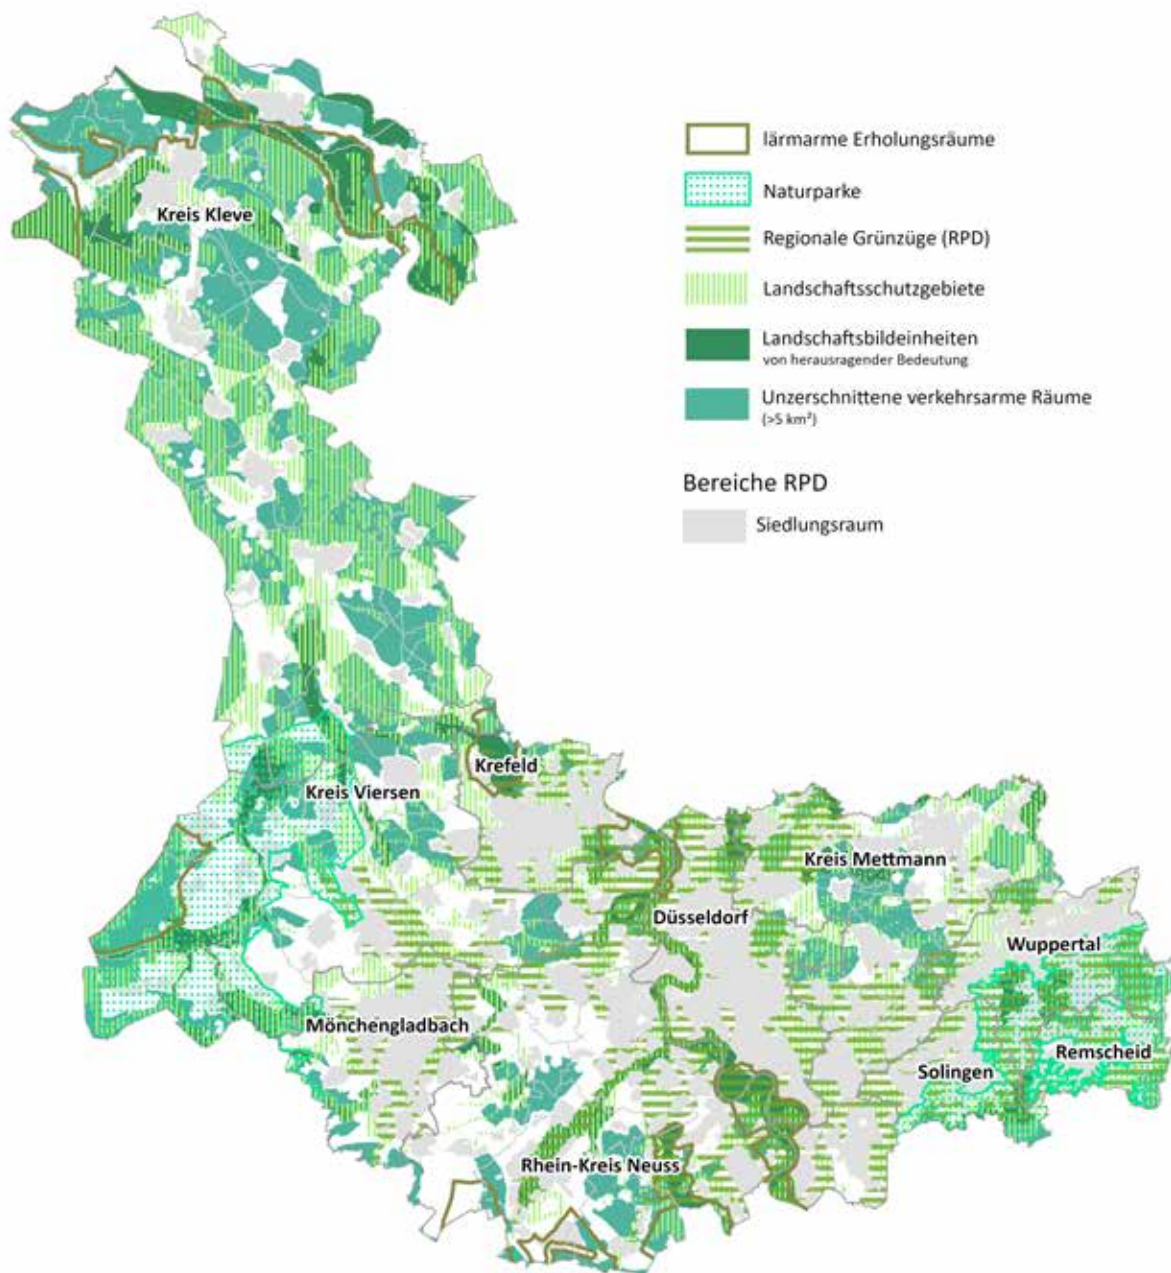 lärmarme Erholungsräume
Naturparke
Regionale Grünzüge (RPD)
Landschaftsschutzgebiete
Landschaftsbildeinheiten
von herausragender Bedeutung
Unzerschnittene verkehrsarme Räume
(>5 km²)
Bereiche RPD
Siedlungsraum
Kreis Kleve
Krefeld
Kreis Viersen
Kreis Mettmann
Düsseldorf
Wuppertal
Mönchengladbach
Remscheid
Solingen
Rhein-Kreis Neuss